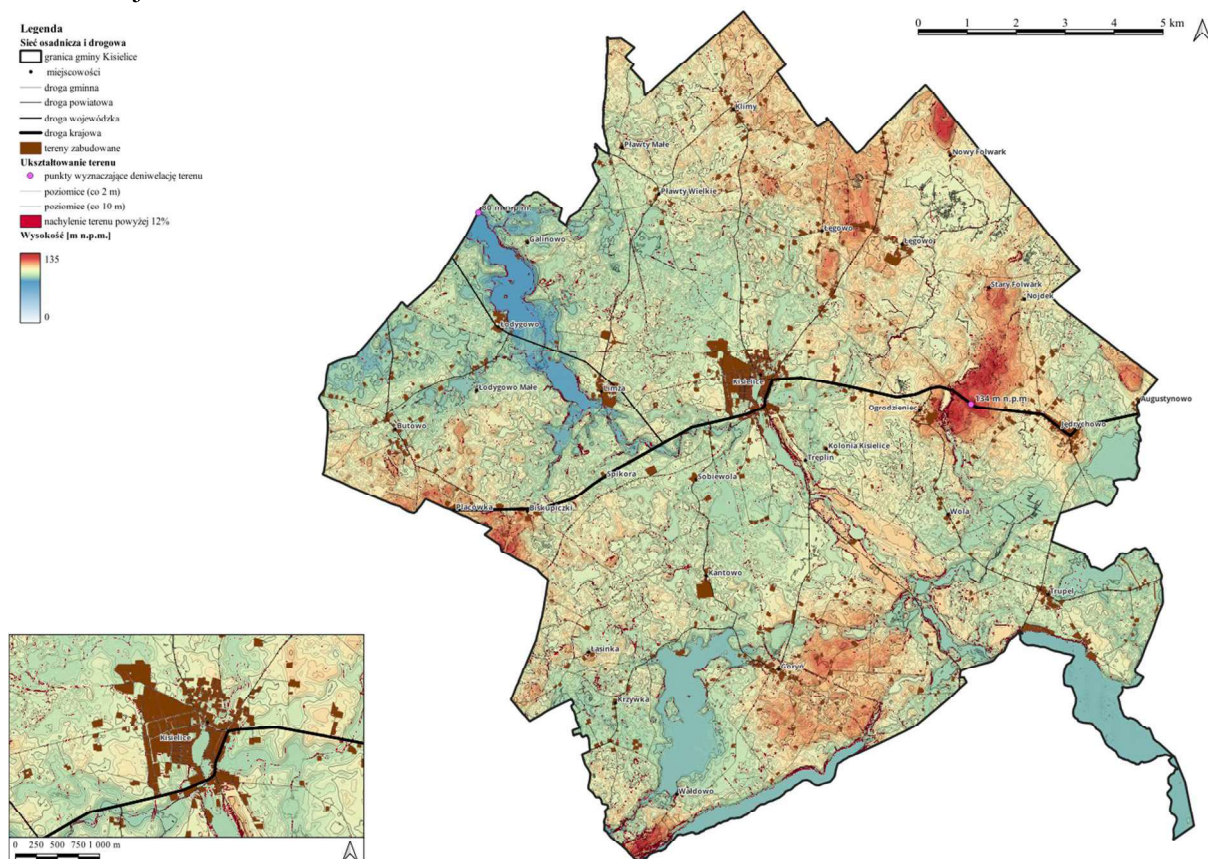 Legenda
Sieć osadnicza i drogowa
granica gminy Kisielice
miejscowości
droga gminna
droga powiatowa
droga wojewódzka
droga krajowa
tereny zabudowane
Ukształtowanie terenu
punkty wyznaczające deniwelację terenu
poziomice (co 2 m)
poziomice (co 10 m)
nachylenie terenu powyżej 12%
Wysokość [m n.p.m.]
135
0
0 1 2 3 4 5 km
Klimy
Pławty Małe
Nowy Folwark
Pławty Wielkie
80 m n.p.m.
Galinowo
Łęgowo
Łęgowo
Stary Folwark
Nojdek
Łodygowo
Kisielice
Łodygowo Małe
Limża
134 m n.p.m
Augustynowo
Ogrodzieniec
Butowo
Jędrychowo
Kolonia Kisielice
Tręplin
Spikora
Sobiewola
Placówka
Biskupiczki
Wola
Kantowo
Trupel
Łasinka
Goryń
Krzywka
Wałdowo
Kisielice
0 250 500 750 1 000 m